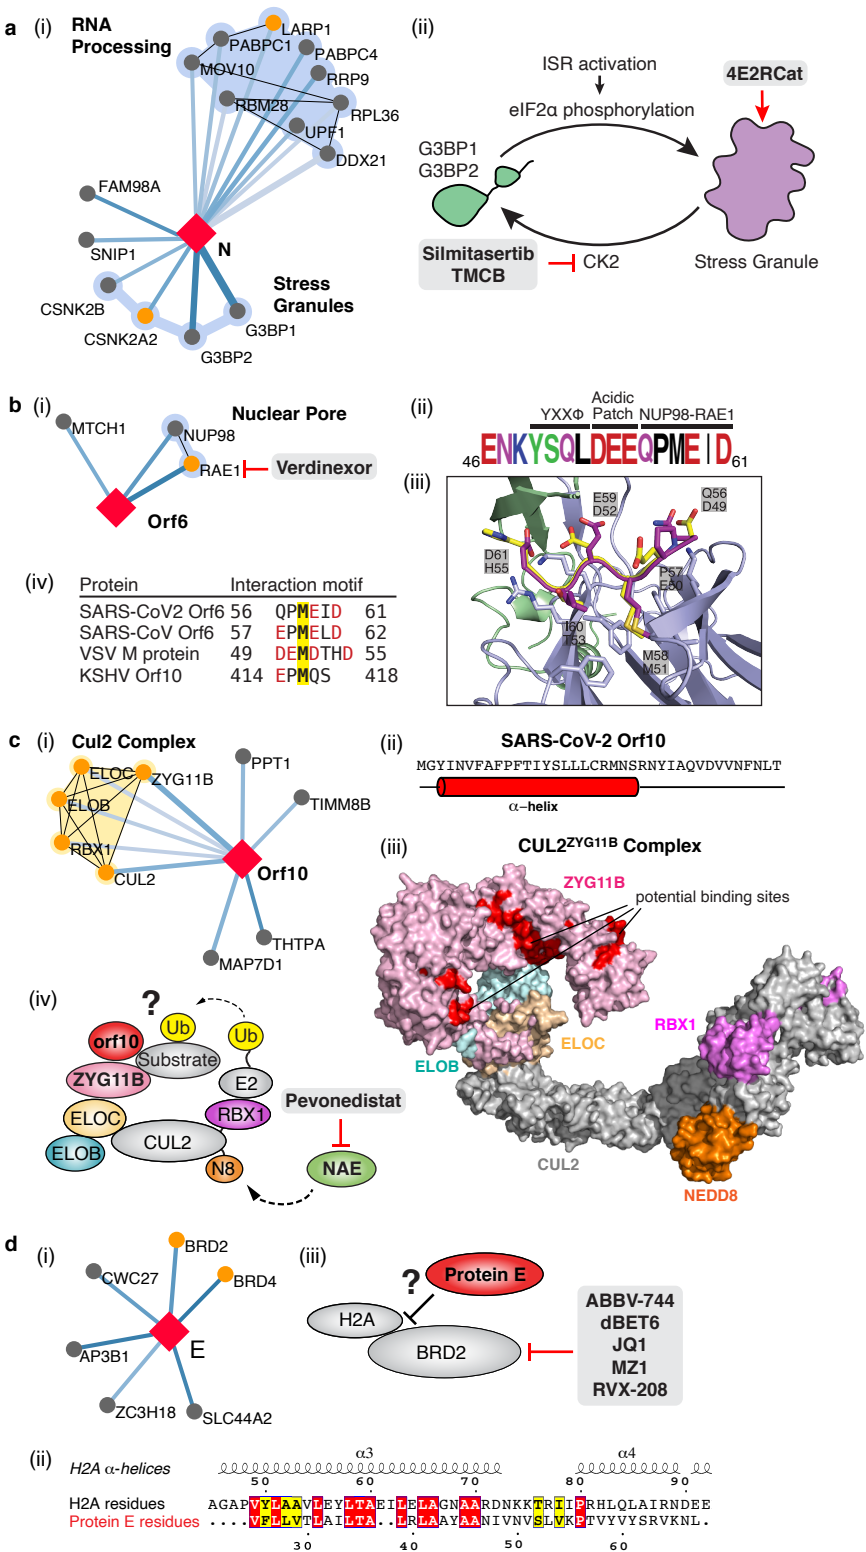 a (i) RNA
Processing
LARP1
PABPC1
PABPC4
MOV10
RRP9
RBM28
RPL36
UPF1
DDX21
FAM98A
SNIP1
N
Stress
Granules
CSNK2B
CSNK2A2
G3BP1
G3BP2
(ii)
ISR activation
eIF2α phosphorylation
4E2RCat
G3BP1
G3BP2
Silmitasertib
TMCB
CK2
Stress Granule
b (i)
Nuclear Pore
MTCH1
NUP98
RAE1
Verdinexor
Orf6
(ii)
YXXΦ
Acidic
Patch
NUP98-RAE1
46 ENKYSQLDEEQPMEID 61
(iii)
E59
D52
Q56
D49
D61
H55
P57
E50
I60
T53
M58
M51
(iv)
Protein Interaction motif
SARS-CoV2 Orf6 56 QPMEID 61
SARS-CoV Orf6 57 EPMELD 62
VSV M protein 49 DEMDTHD 55
KSHV Orf10 414 EPMQS 418
c (i) Cul2 Complex
ELOC
ZYG11B
ELOB
RBX1
CUL2
PPT1
TIMM8B
Orf10
THTPA
MAP7D1
(ii) SARS-CoV-2 Orf10
MGYINVFAFPFTIYSLLLCRMNSRNYIAQVDVVNFNLT
α-helix
(iii) CUL2ZYG11B Complex
ZYG11B
potential binding sites
RBX1
ELOC
ELOB
CUL2
NEDD8
(iv)
?
Ub
Ub
orf10
Substrate
ZYG11B
E2
ELOC
RBX1
CUL2
ELOB
N8
Pevonedistat
NAE
d
(i)
BRD2
CWC27
BRD4
AP3B1
E
ZC3H18
SLC44A2
(iii)
?
Protein E
H2A
BRD2
ABBV-744
dBET6
JQ1
MZ1
RVX-208
(ii)
α3 α4
H2A α-helices
50 60 70 80 90
H2A residues AGAPVYLAAVLEYLTAEILELAGNAARDNKKTRIIPRHLQLAIRNDEE
Protein E residues ....VFLLVTLAILTALRLAAYAANIVNVSLVKPTVYVYSRVKNL.
30 40 50 60